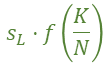 s_L · f(K/N)